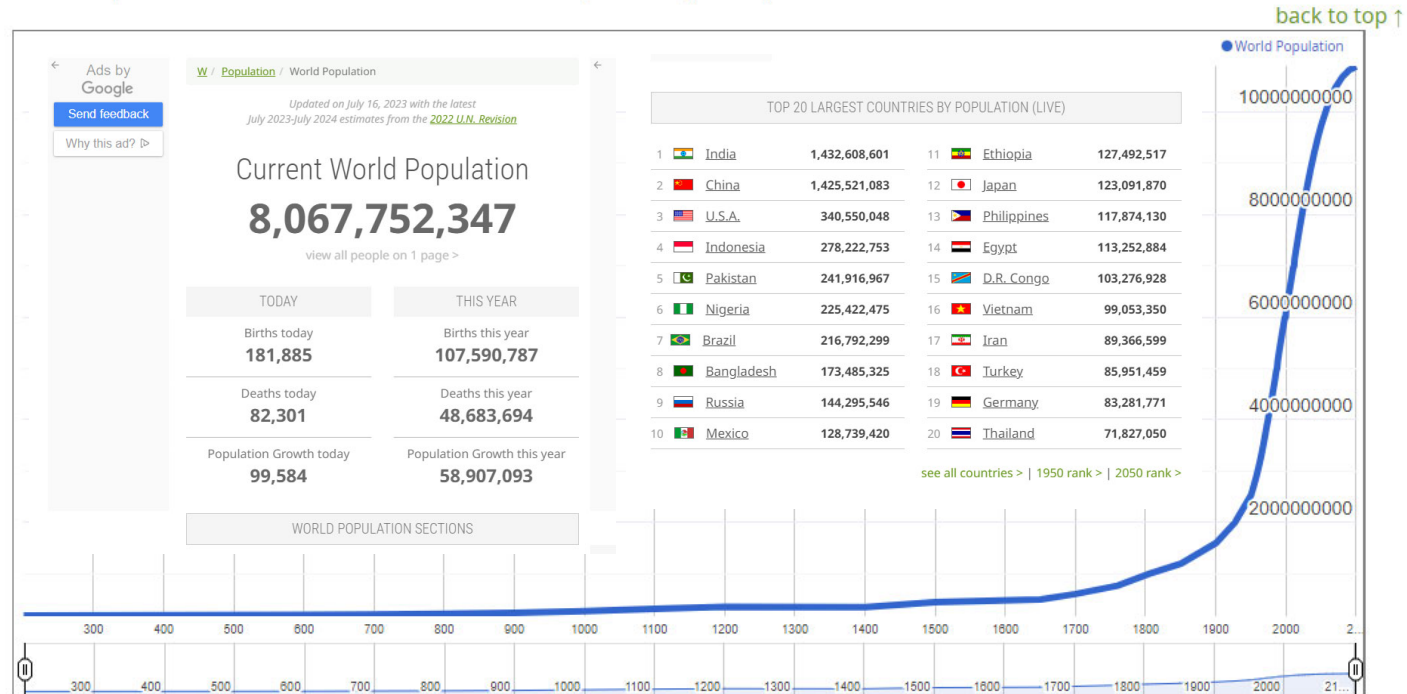 back to top ↑
World Population
Ads by
Google
Send feedback
Why this ad?
W / Population / World Population
Updated on July 16, 2023 with the latest
July 2023-July 2024 estimates from the 2022 U.N. Revision
Current World Population
8,067,752,347
view all people on 1 page >
TODAY
Births today
181,885
Deaths today
82,301
Population Growth today
99,584
THIS YEAR
Births this year
107,590,787
Deaths this year
48,683,694
Population Growth this year
58,907,093
WORLD POPULATION SECTIONS
TOP 20 LARGEST COUNTRIES BY POPULATION (LIVE)
1 India 1,432,608,601
2 China 1,425,521,083
3 U.S.A. 340,550,048
4 Indonesia 278,222,753
5 Pakistan 241,916,967
6 Nigeria 225,422,475
7 Brazil 216,792,299
8 Bangladesh 173,485,325
9 Russia 144,295,546
10 Mexico 128,739,420
11 Ethiopia 127,492,517
12 Japan 123,091,870
13 Philippines 117,874,130
14 Egypt 113,252,884
15 D.R. Congo 103,276,928
16 Vietnam 99,053,350
17 Iran 89,366,599
18 Turkey 85,951,459
19 Germany 83,281,771
20 Thailand 71,827,050
see all countries > | 1950 rank > | 2050 rank >
10000000000
8000000000
6000000000
4000000000
2000000000
300 400 500 600 700 800 900 1000 1100 1200 1300 1400 1500 1600 1700 1800 1900 2000 2...
300 400 500 600 700 800 900 1000 1100 1200 1300 1400 1500 1600 1700 1800 1900 2000 21...